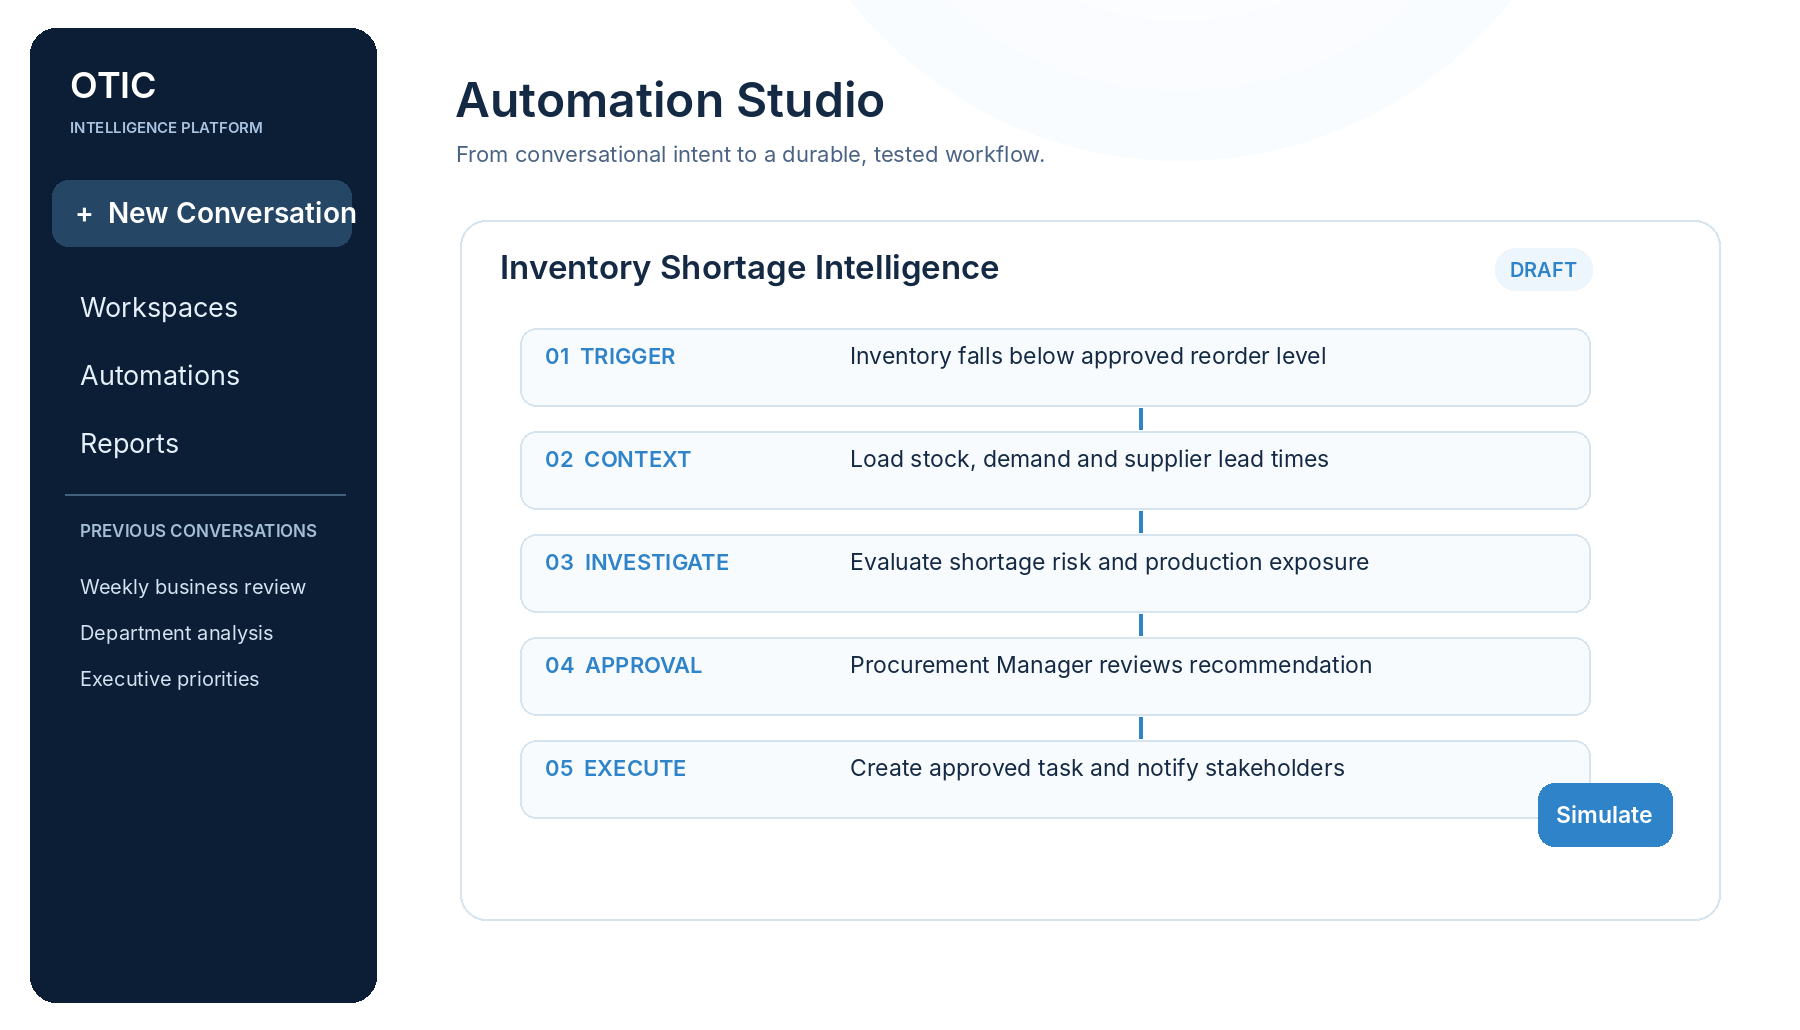 OTIC
INTELLIGENCE PLATFORM
+ New Conversation
Workspaces
Automations
Reports
PREVIOUS CONVERSATIONS
Weekly business review
Department analysis
Executive priorities
Automation Studio
From conversational intent to a durable, tested workflow.
Inventory Shortage Intelligence
DRAFT
01 TRIGGER Inventory falls below approved reorder level
02 CONTEXT Load stock, demand and supplier lead times
03 INVESTIGATE Evaluate shortage risk and production exposure
04 APPROVAL Procurement Manager reviews recommendation
05 EXECUTE Create approved task and notify stakeholders
Simulate